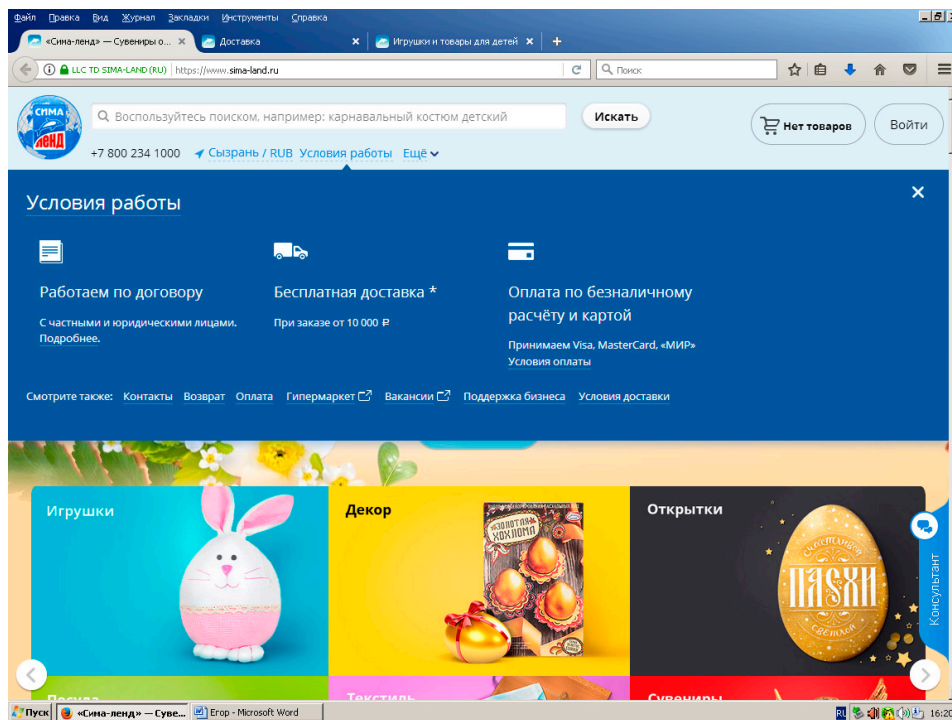 Файл Правка Вид Журнал Закладки Инструменты Справка
«Сима-ленд» — Сувениры о... Доставка Игрушки и товары для детей
LLC TD SIMA-LAND (RU) https://www.sima-land.ru Поиск
СИМА
ЛЕНД
Воспользуйтесь поиском, например: карнавальный костюм детский
Искать
Нет товаров
Войти
+7 800 234 1000 Сызрань / RUB Условия работы Ещё
Условия работы
Работаем по договору
С частными и юридическими лицами.
Подробнее.
Бесплатная доставка *
При заказе от 10 000 ₽
Оплата по безналичному
расчёту и картой
Принимаем Visa, MasterCard, «МИР»
Условия оплаты
Смотрите также: Контакты Возврат Оплата Гипермаркет Вакансии Поддержка бизнеса Условия доставки
Игрушки
Декор
ЗОЛОТАЯ
ХОХЛОМА
Открытки
СЧАСТЛИВОЙ
ПАСХИ
СВЕТЛОЙ
Консультант
Посуда
Текстиль
Сувениры
Пуск «Сима-ленд» — Суве... Егор - Microsoft Word RU 16:20